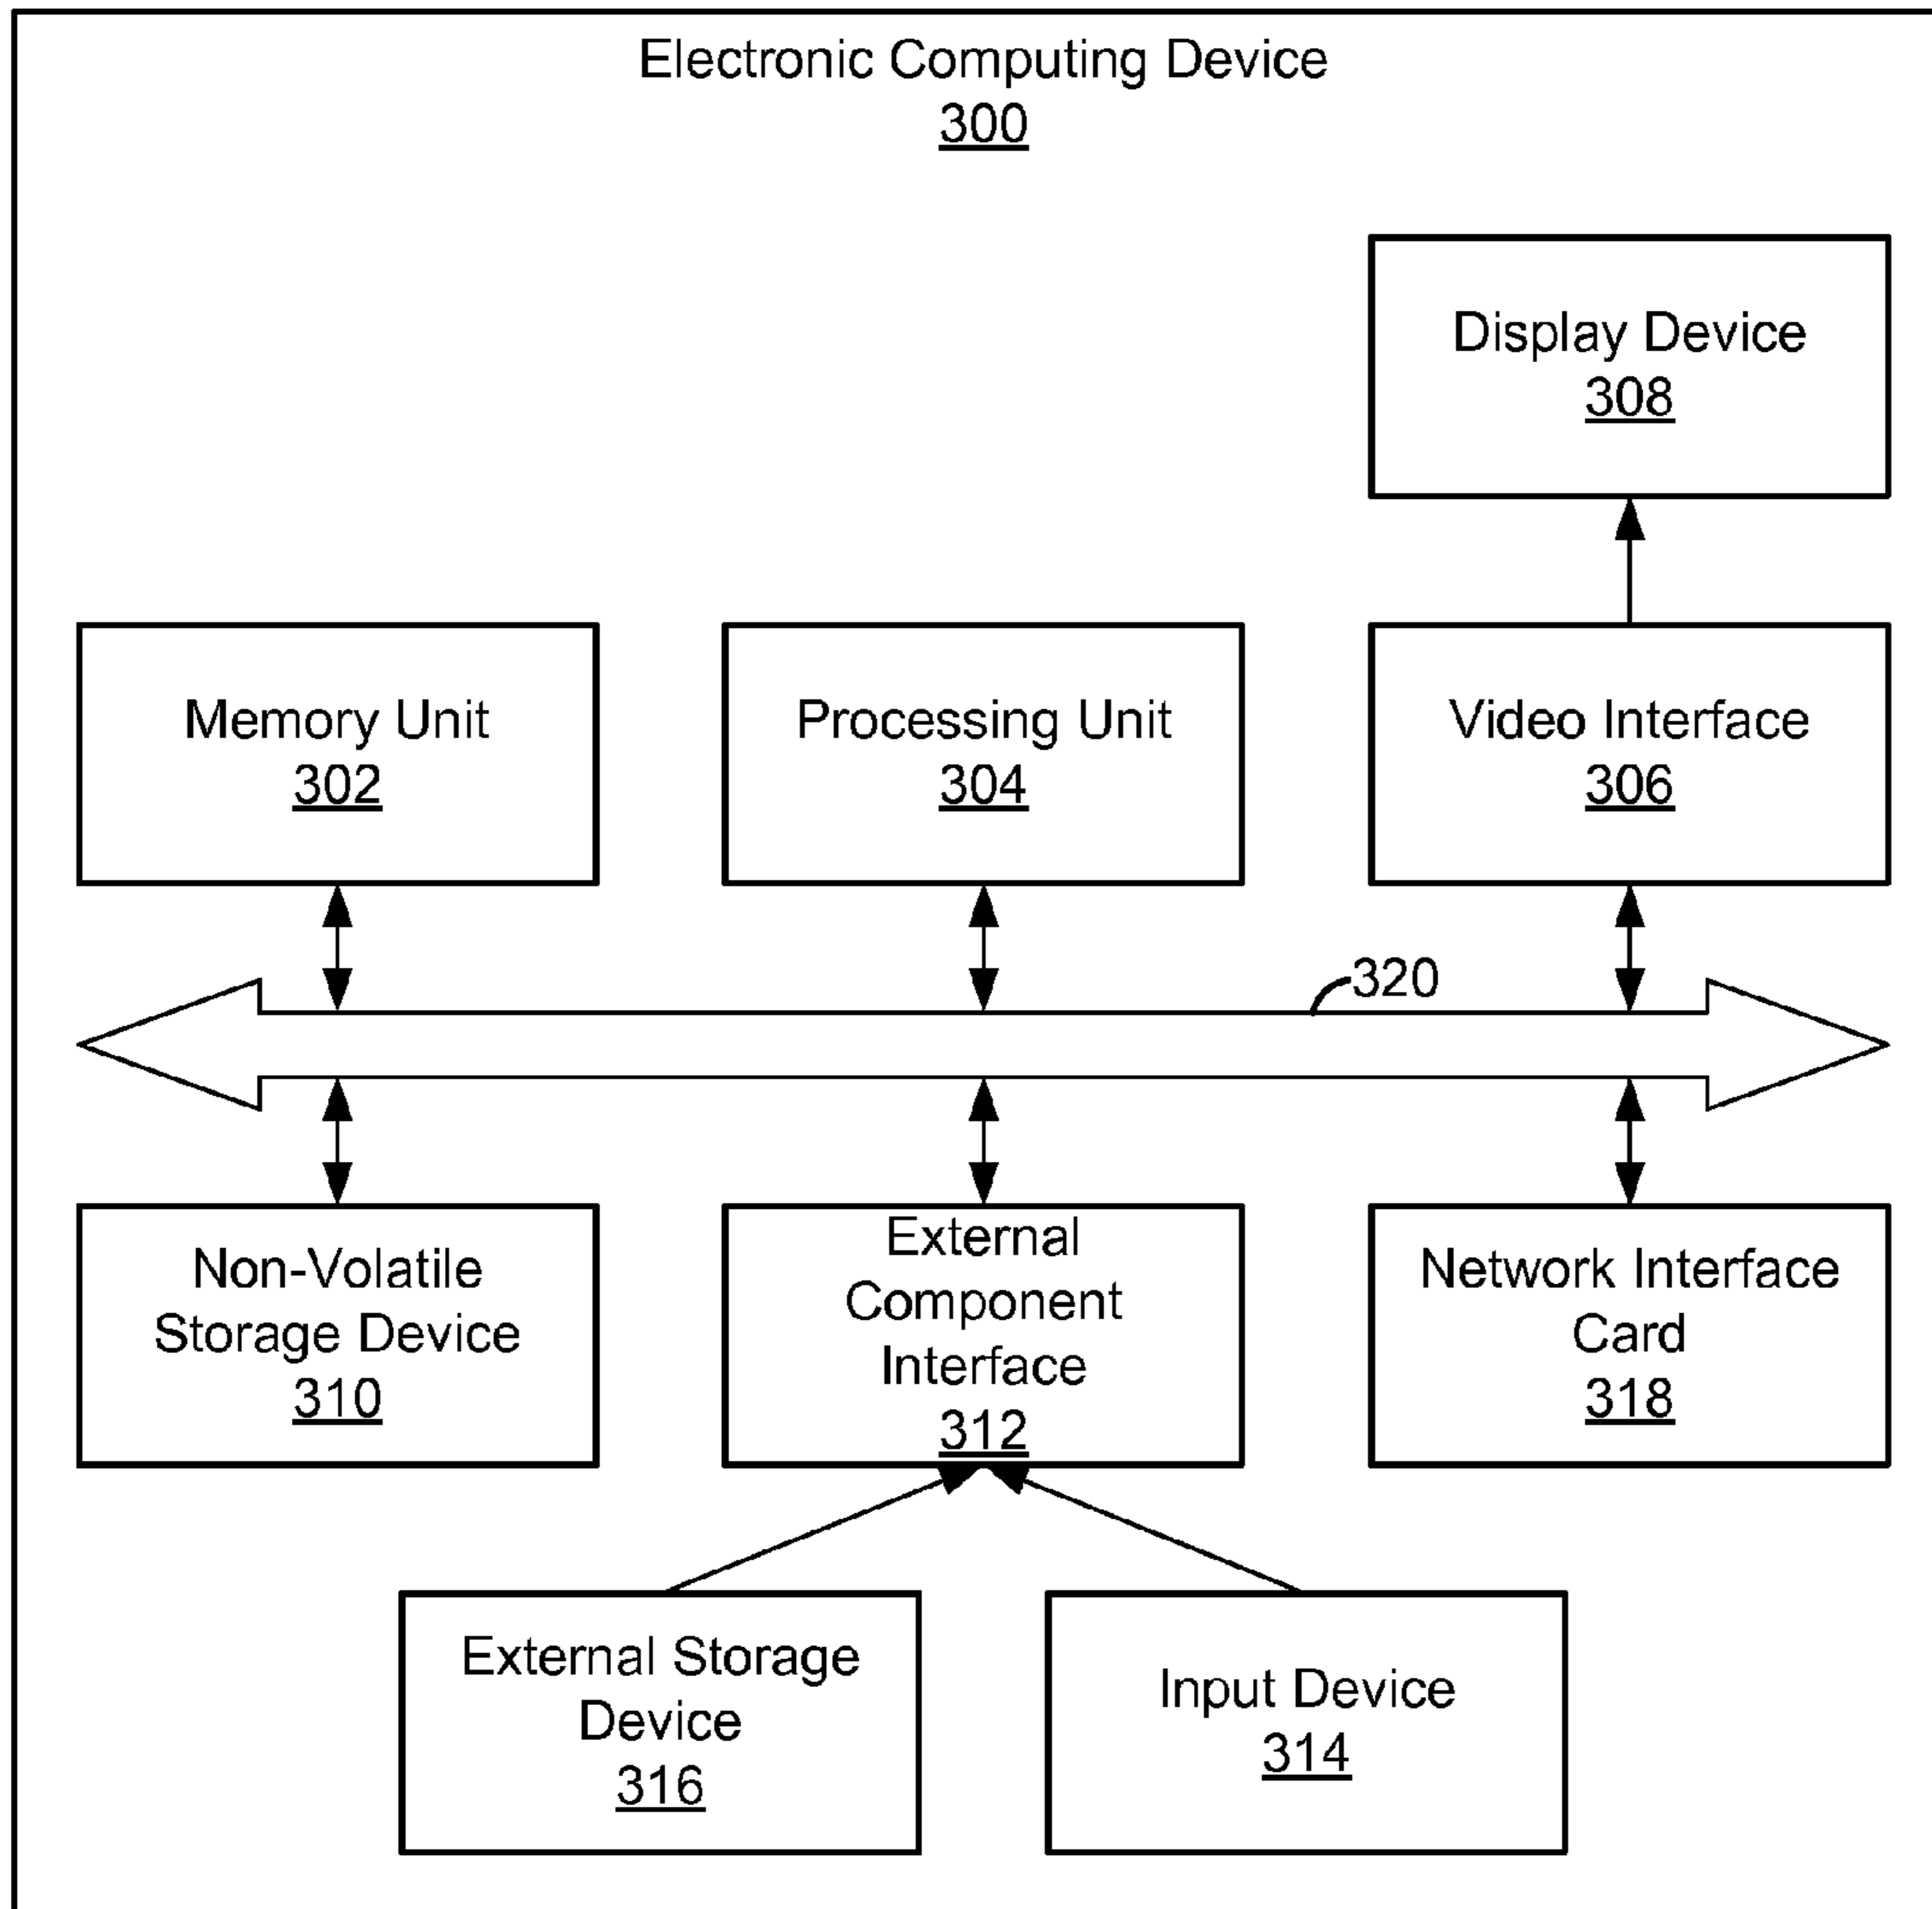 Electronic Computing Device
300
Display Device
308
Memory Unit
302
Processing Unit
304
Video Interface
306
320
Non-Volatile
Storage Device
310
External
Component
Interface
312
Network Interface
Card
318
External Storage
Device
316
Input Device
314